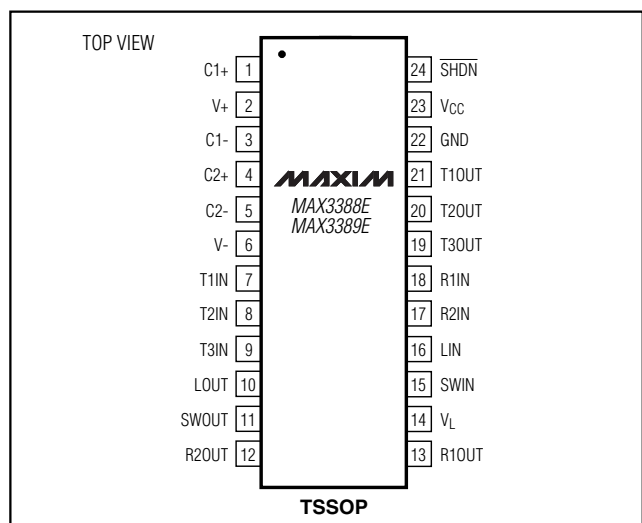 TOP VIEW
C1+ 1
V+ 2
C1- 3
C2+ 4
C2- 5
V- 6
T1IN 7
T2IN 8
T3IN 9
LOUT 10
SWOUT 11
R2OUT 12
MAXIM
MAX3388E
MAX3389E
24 SHDN
23 VCC
22 GND
21 T1OUT
20 T2OUT
19 T3OUT
18 R1IN
17 R2IN
16 LIN
15 SWIN
14 VL
13 R1OUT
TSSOP